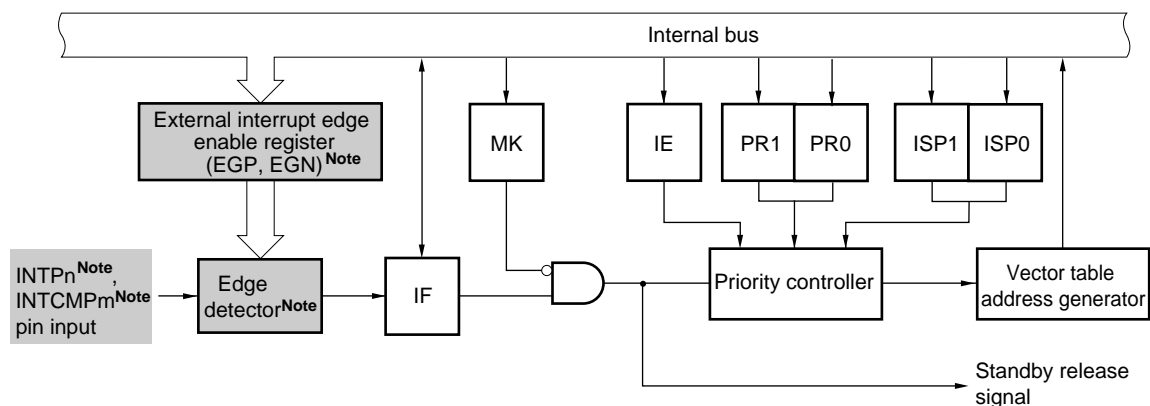 Internal bus
External interrupt edge
enable register
(EGP, EGN)Note
MK
IE
PR1
PR0
ISP1
ISP0
INTPnNote,
INTCMPmNote
pin input
Edge
detectorNote
IF
Priority controller
Vector table
address generator
Standby release
signal